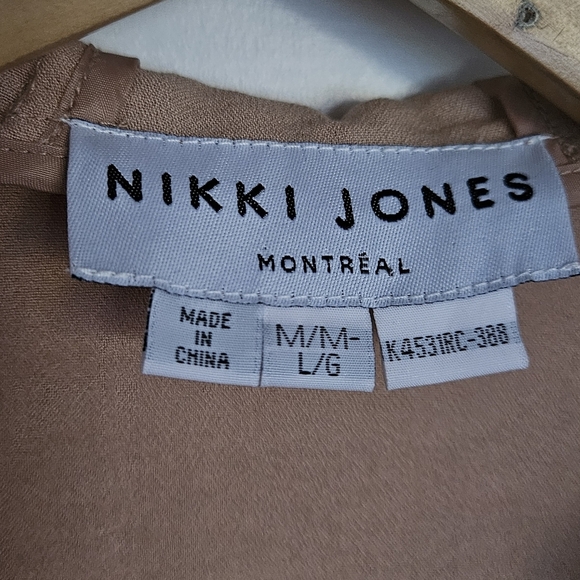 NIKKI JONES
MONTRÉAL
MADE
IN
CHINA
M/M-
L/G
K4531RC-388